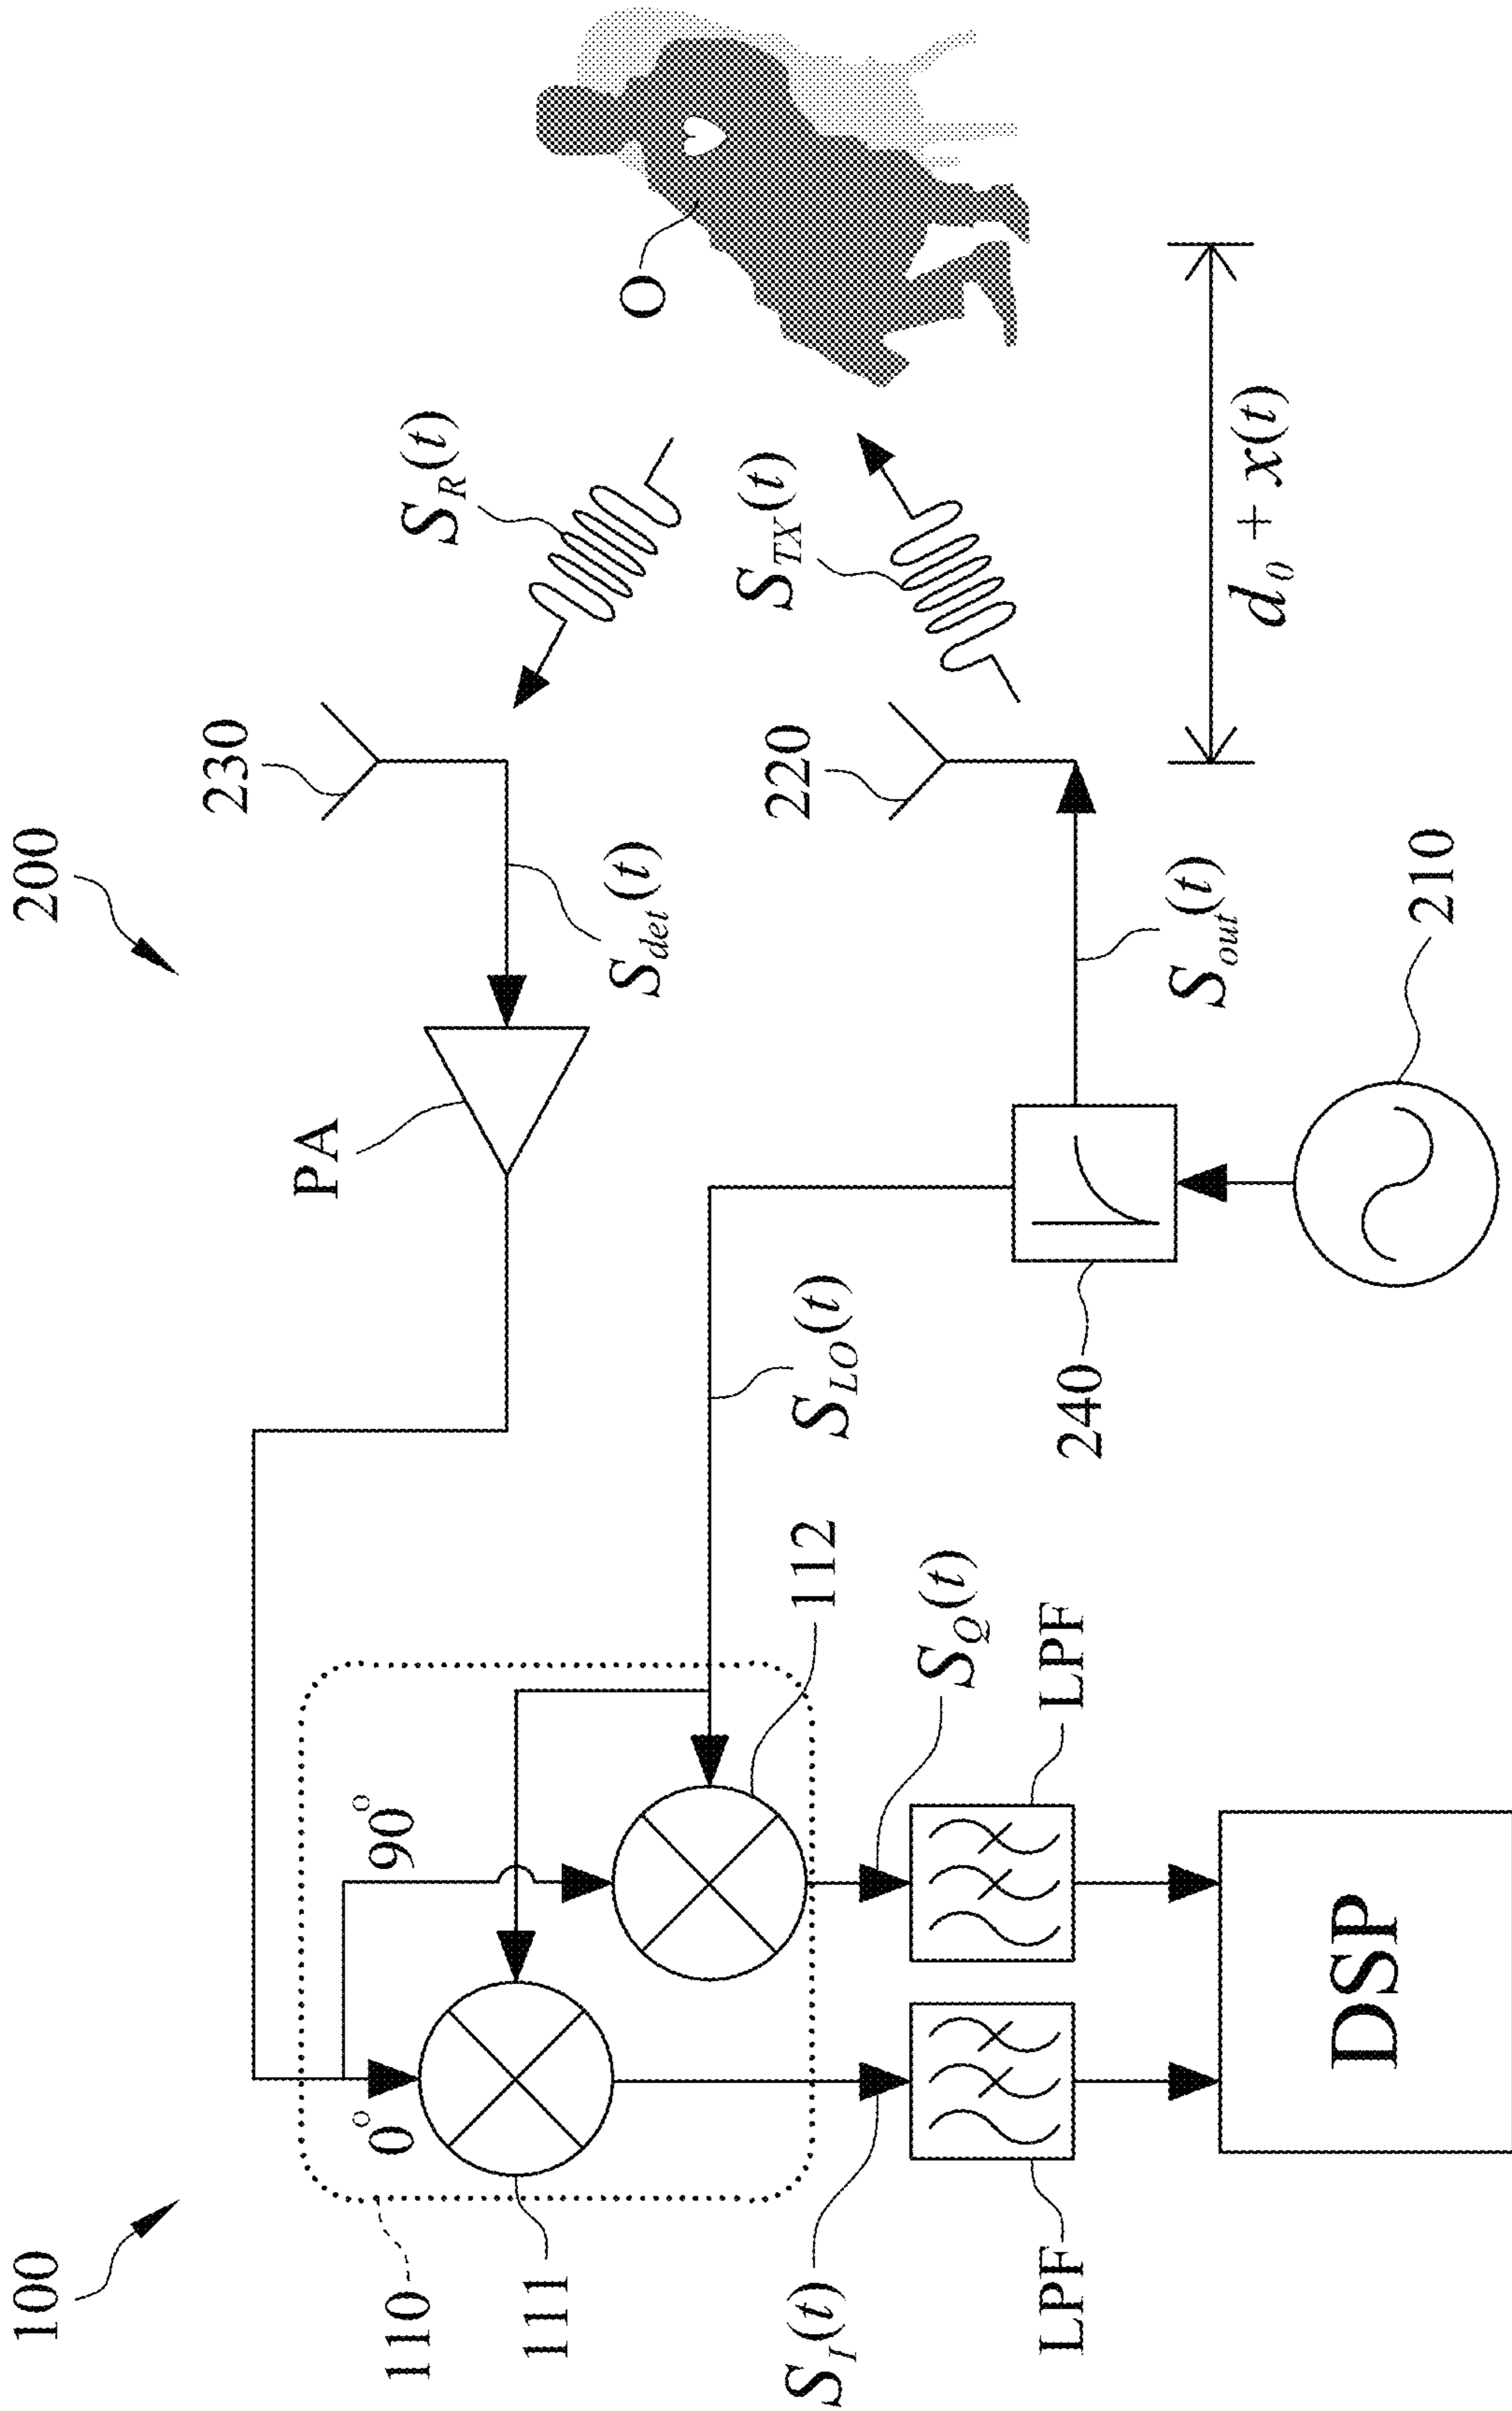 100
200
110
0°
90°
PA
230
S_R(t)
111
S_det(t)
O
S_I(t)
112
S_LO(t)
220
S_TX(t)
S_Q(t)
LPF
LPF
240
S_out(t)
d_0 + x(t)
DSP
210